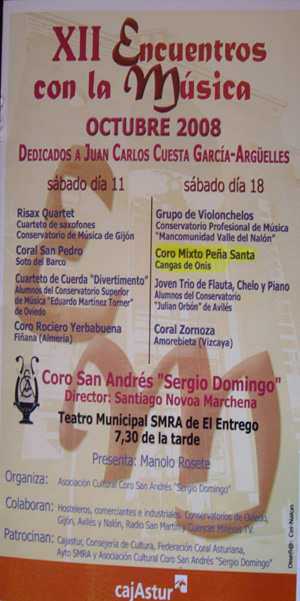 XII Encuentros
con la Música
OCTUBRE 2008
DEDICADOS A JUAN CARLOS CUESTA GARCÍA-ARGÜELLES
sábado día 11
Risax Quartet
Cuarteto de saxofones
Conservatorio de Música de Gijón
Coral San Pedro
Soto del Barco
Cuarteto de Cuerda "Divertimento"
Alumnos del Conservatorio Superior
de Música "Eduardo Martinez Torner"
de Oviedo
Coro Rociero Yerbabuena
Fiñana (Almería)
sábado día 18
Grupo de Violonchelos
Conservatorio Profesional de Música
"Mancomunidad Valle del Nalón"
Coro Mixto Peña Santa
Cangas de Onis
Joven Trio de Flauta, Chelo y Piano
Alumnos del Conservatorio
"Julian Orbón" de Avilés
Coral Zornoza
Amorebieta (Vizcaya)
Coro San Andrés "Sergio Domingo"
Director: Santiago Novoa Marchena
Teatro Municipal SMRA de El Entrego
7,30 de la tarde
Presenta: Manolo Rosete
Organiza: Asociación Cultural Coro San Andrés "Sergio Domingo"
Colaboran: Hosteleros, comerciantes e industriales. Conservatorios de Oviedo,
Gijón, Avilés y Nalón, Radio San Martín y Cuencas Mineras TV.
Patrocinan: Cajastur, Consejería de Cultura, Federación Coral Asturiana,
Ayto SMRA y Asociación Cultural Coro San Andrés "Sergio Domingo"
cajAstur